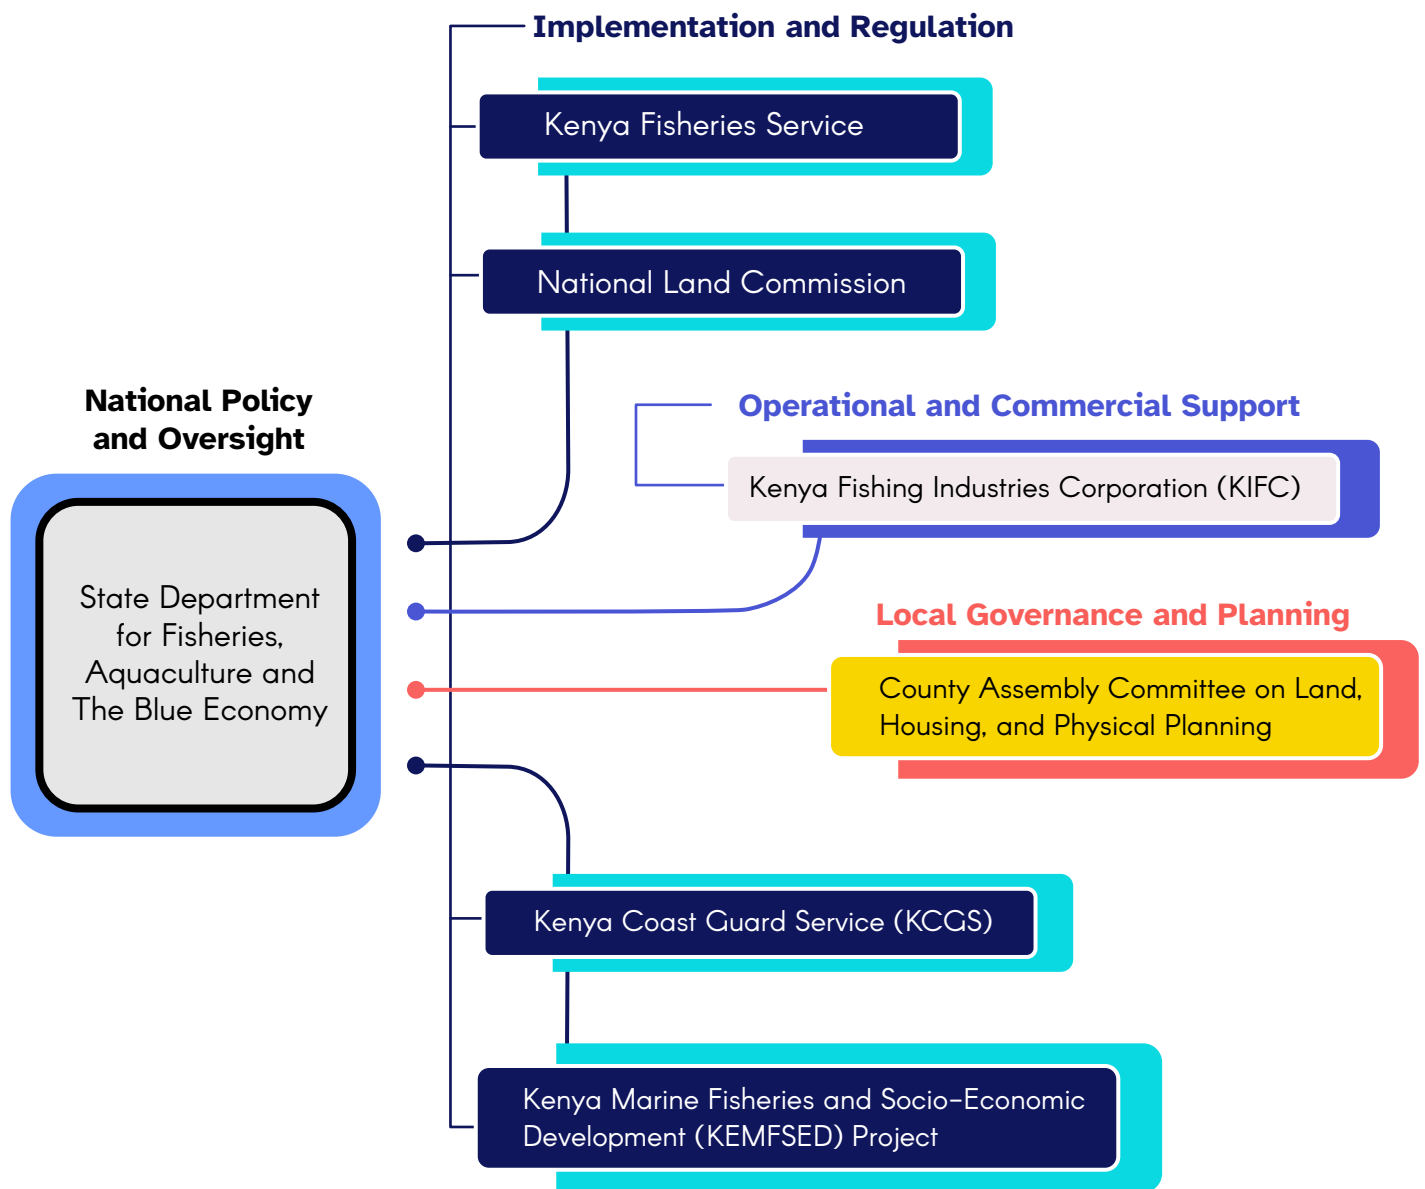 Implementation and Regulation
Kenya Fisheries Service
National Land Commission
National Policy
and Oversight
State Department
for Fisheries,
Aquaculture and
The Blue Economy
Operational and Commercial Support
Kenya Fishing Industries Corporation (KIFC)
Local Governance and Planning
County Assembly Committee on Land,
Housing, and Physical Planning
Kenya Coast Guard Service (KCGS)
Kenya Marine Fisheries and Socio-Economic
Development (KEMFSED) Project